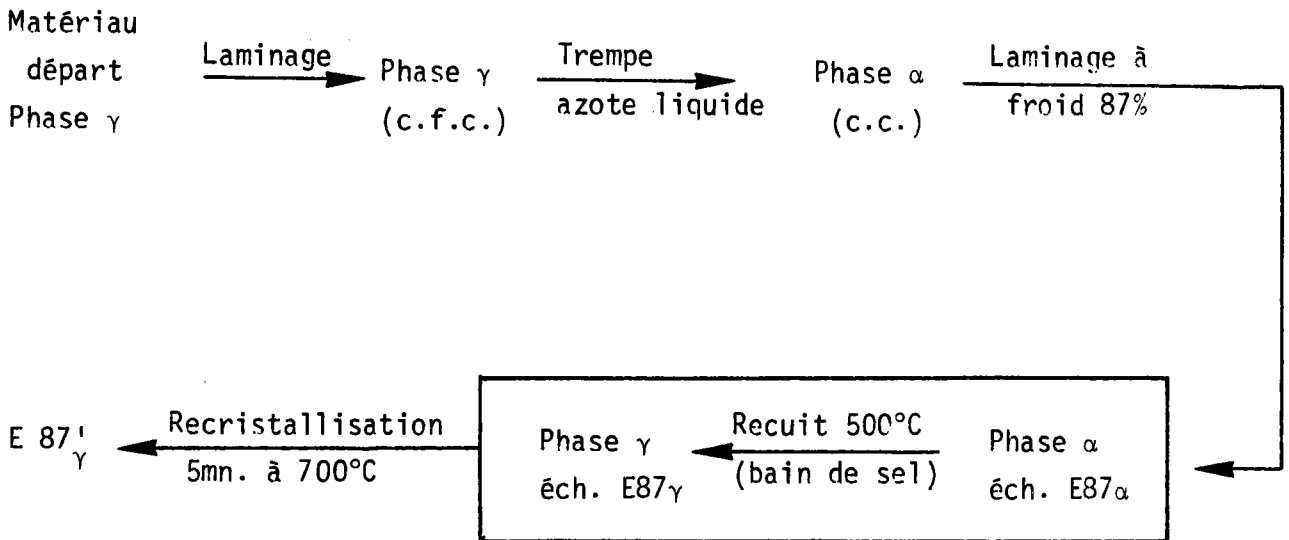 Matériau
départ
Phase γ
Laminage
Phase γ
(c.f.c.)
Trempe
azote liquide
Phase α
(c.c.)
Laminage à
froid 87%
E 87'γ
Recristallisation
5mn. à 700°C
Phase γ
éch. E87γ
Recuit 500°C
(bain de sel)
Phase α
éch. E87α